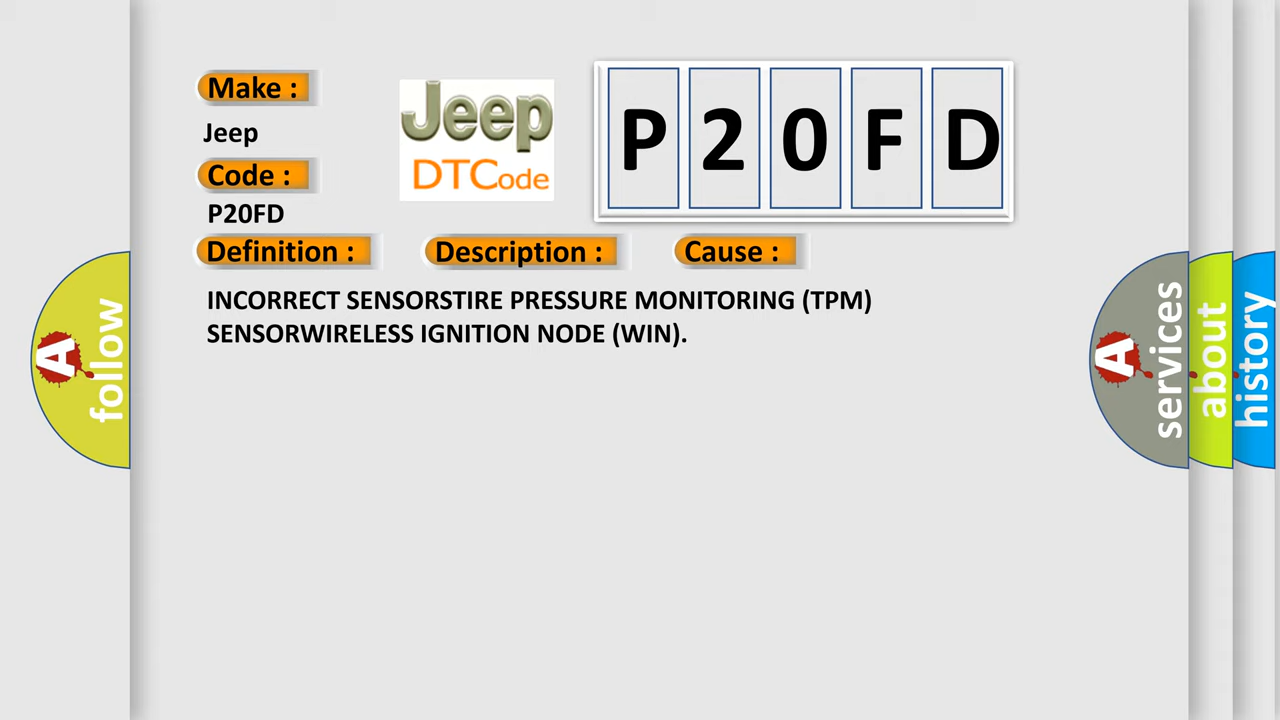 Make :
Jeep
Code :
P20FD
Jeep
DTCode
P 2 0 F D
Definition :
Description :
Cause :
INCORRECT SENSORSTIRE PRESSURE MONITORING (TPM)
SENSORWIRELESS IGNITION NODE (WIN).
A follow
A services
about
history